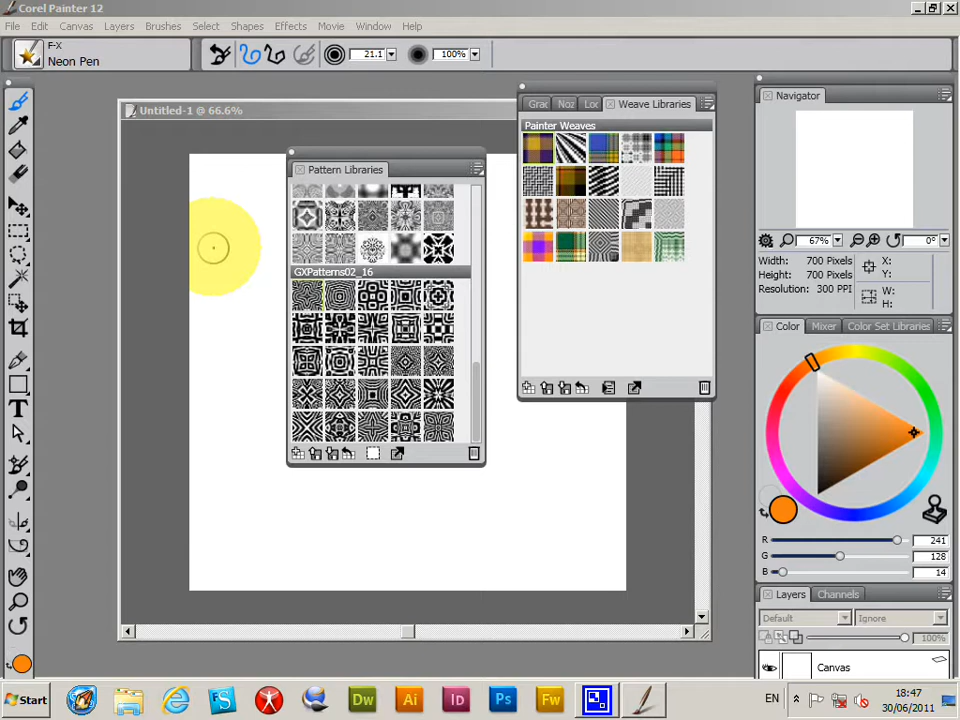 Corel Painter 12
File Edit Canvas Layers Brushes Select Shapes Effects Movie Window Help
F-X
Neon Pen
21.1
100%
Untitled-1 @ 66.6%
Weave Libraries
Painter Weaves
Pattern Libraries
GXPatterns02_16
Navigator
67%
0°
Width: 700 Pixels
Height: 700 Pixels
Resolution: 300 PPI
X:
Y:
W:
H:
Color Mixer Color Set Libraries
R 241
G 128
B 14
Layers Channels
Default Ignore
100%
Canvas
Start
Dw Ai Id Ps Fw
EN
18:47
30/06/2011